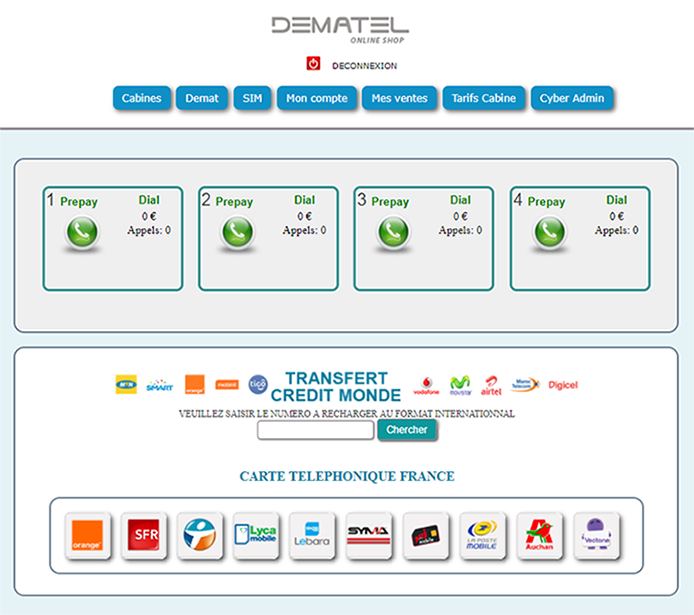 DEMATEL
ONLINE SHOP
DECONNEXION
Cabines Demat SIM Mon compte Mes ventes Tarifs Cabine Cyber Admin
1 Prepay Dial 2 Prepay Dial 3 Prepay Dial 4 Prepay Dial
0 € 0 € 0 € 0 €
Appels: 0 Appels: 0 Appels: 0 Appels: 0
MTN SMART orange tiGO TRANSFERT CREDIT MONDE vodafone movistar airtel Maroc Telecom Digicel
VEUILLEZ SAISIR LE NUMERO A RECHARGER AU FORMAT INTERNATIONNAL
Chercher
CARTE TELEPHONIQUE FRANCE
orange SFR Lyca mobile Lebara SYMA mobile LA POSTE MOBILE Auchan Vectone